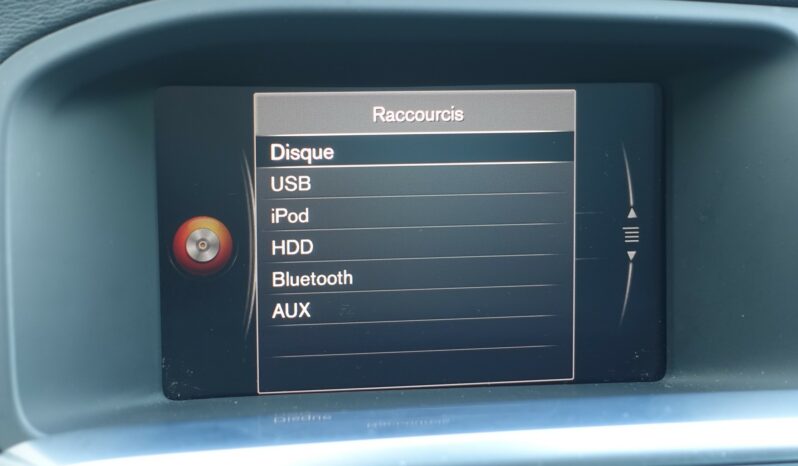 Raccourcis
Disque
USB
iPod
HDD
Bluetooth
AUX